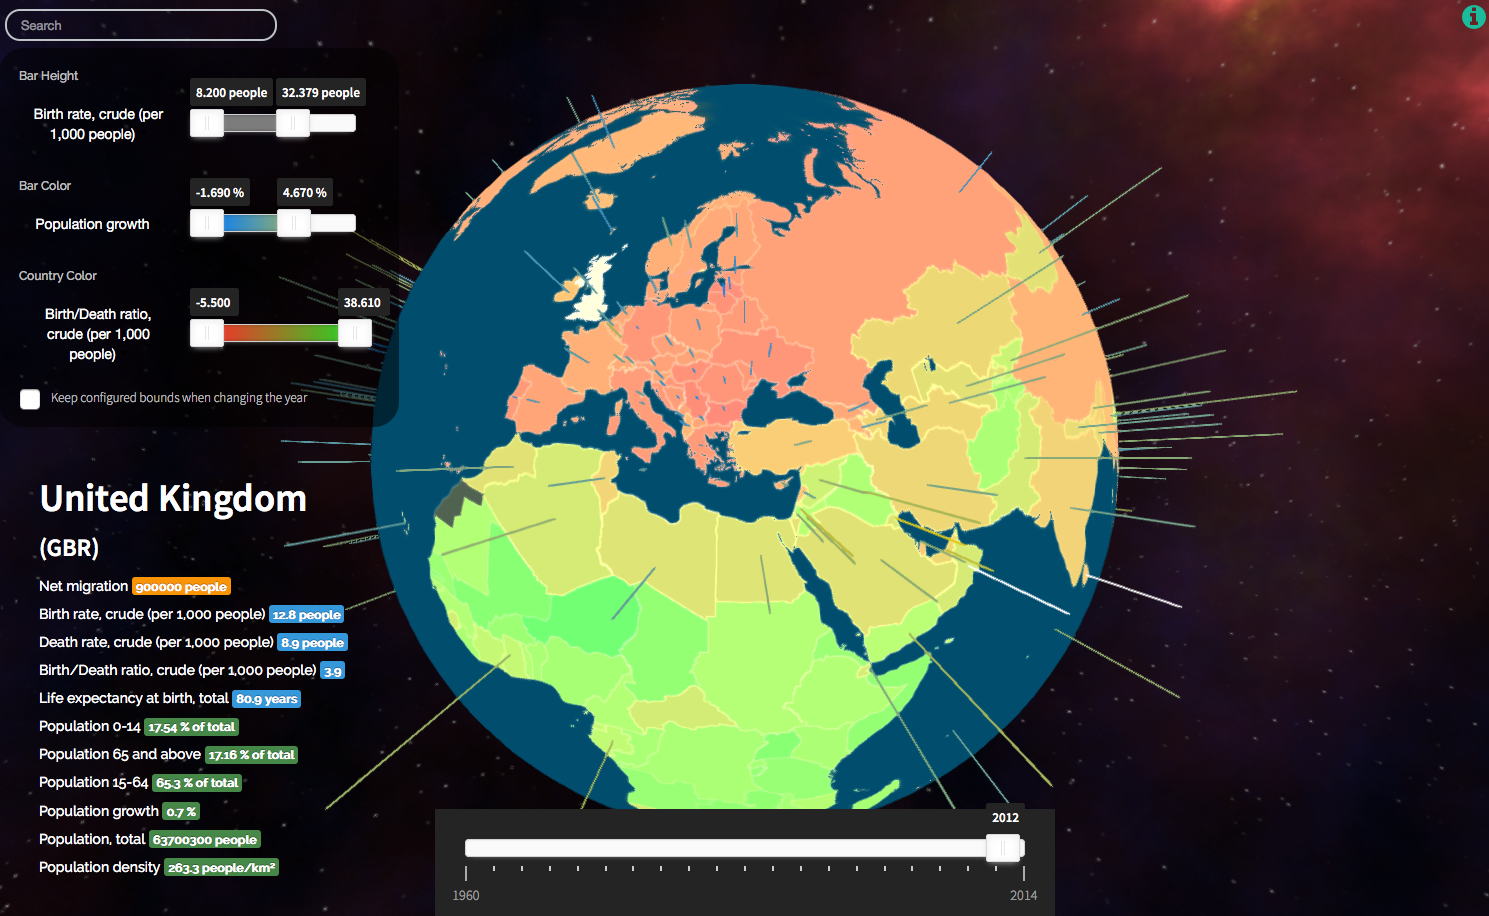 Search
Bar Height
8.200 people
32.379 people
Birth rate, crude (per
1,000 people)
Bar Color
-1.690 %
4.670 %
Population growth
Country Color
-5.500
38.610
Birth/Death ratio,
crude (per 1,000
people)
Keep configured bounds when changing the year
United Kingdom
(GBR)
Net migration 900000 people
Birth rate, crude (per 1,000 people) 12.8 people
Death rate, crude (per 1,000 people) 8.9 people
Birth/Death ratio, crude (per 1,000 people) 3.9
Life expectancy at birth, total 80.9 years
Population 0-14 17.54 % of total
Population 65 and above 17.16 % of total
Population 15-64 65.3 % of total
Population growth 0.7 %
Population, total 63700300 people
Population density 263.3 people/km²
2012
1960
2014